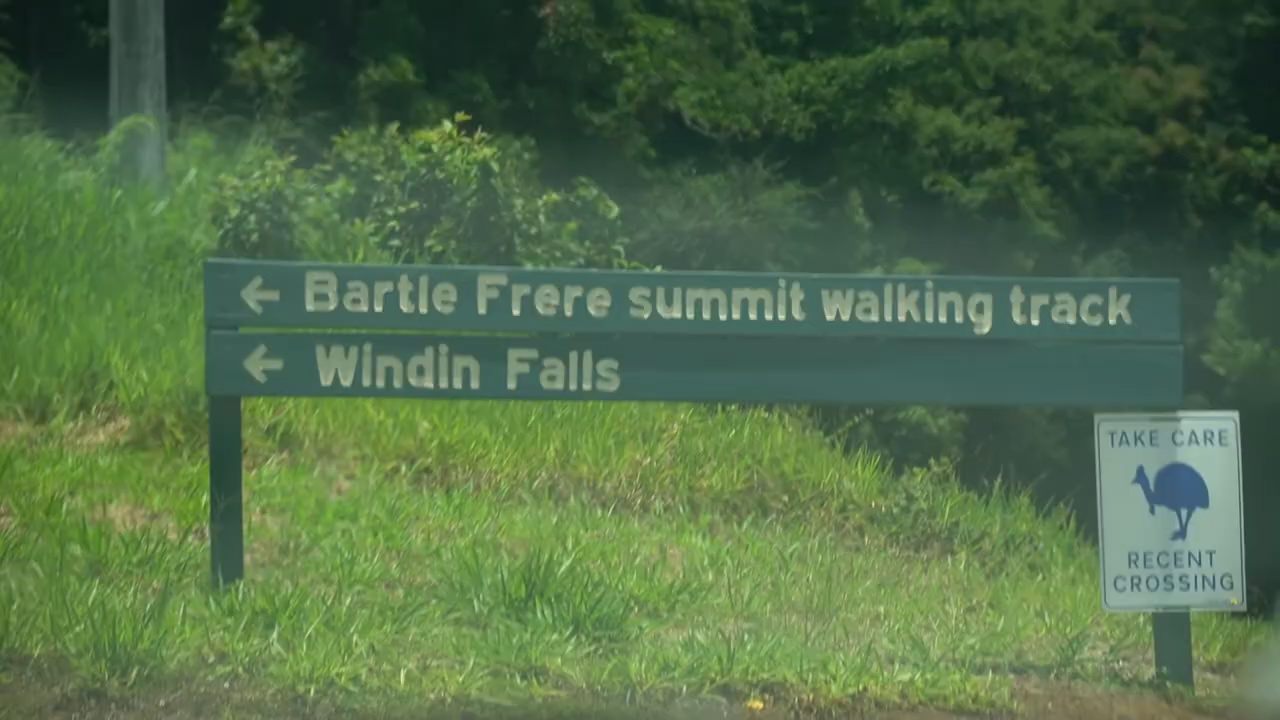 ← Bartle Frere summit walking track
← Windin Falls
TAKE CARE
RECENT
CROSSING